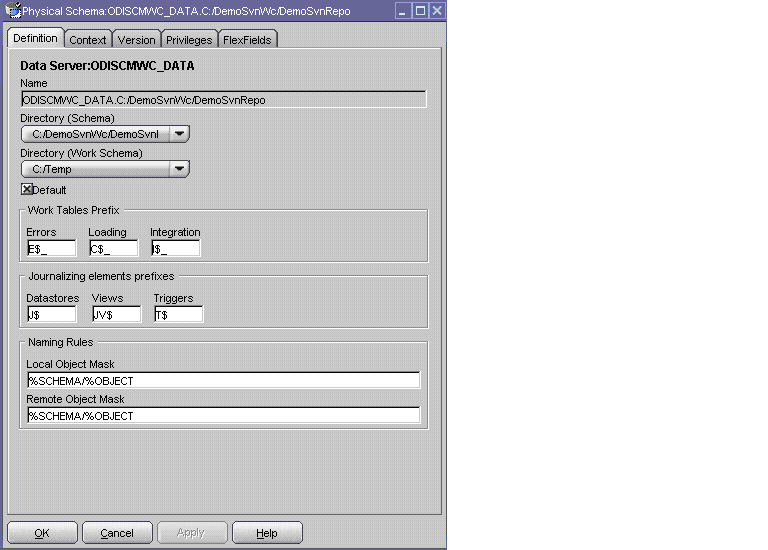 Physical Schema:ODISCMWC_DATA.C:/DemoSvnWc/DemoSvnRepo
Definition Context Version Privileges FlexFields
Data Server:ODISCMWC_DATA
Name
ODISCMWC_DATA.C:/DemoSvnWc/DemoSvnRepo
Directory (Schema)
C:/DemoSvnWc/DemoSvnI
Directory (Work Schema)
C:/Temp
Default
Work Tables Prefix
Errors Loading Integration
E$_ C$_ I$_
Journalizing elements prefixes
Datastores Views Triggers
J$ JV$ T$
Naming Rules
Local Object Mask
%SCHEMA/%OBJECT
Remote Object Mask
%SCHEMA/%OBJECT
OK Cancel Apply Help